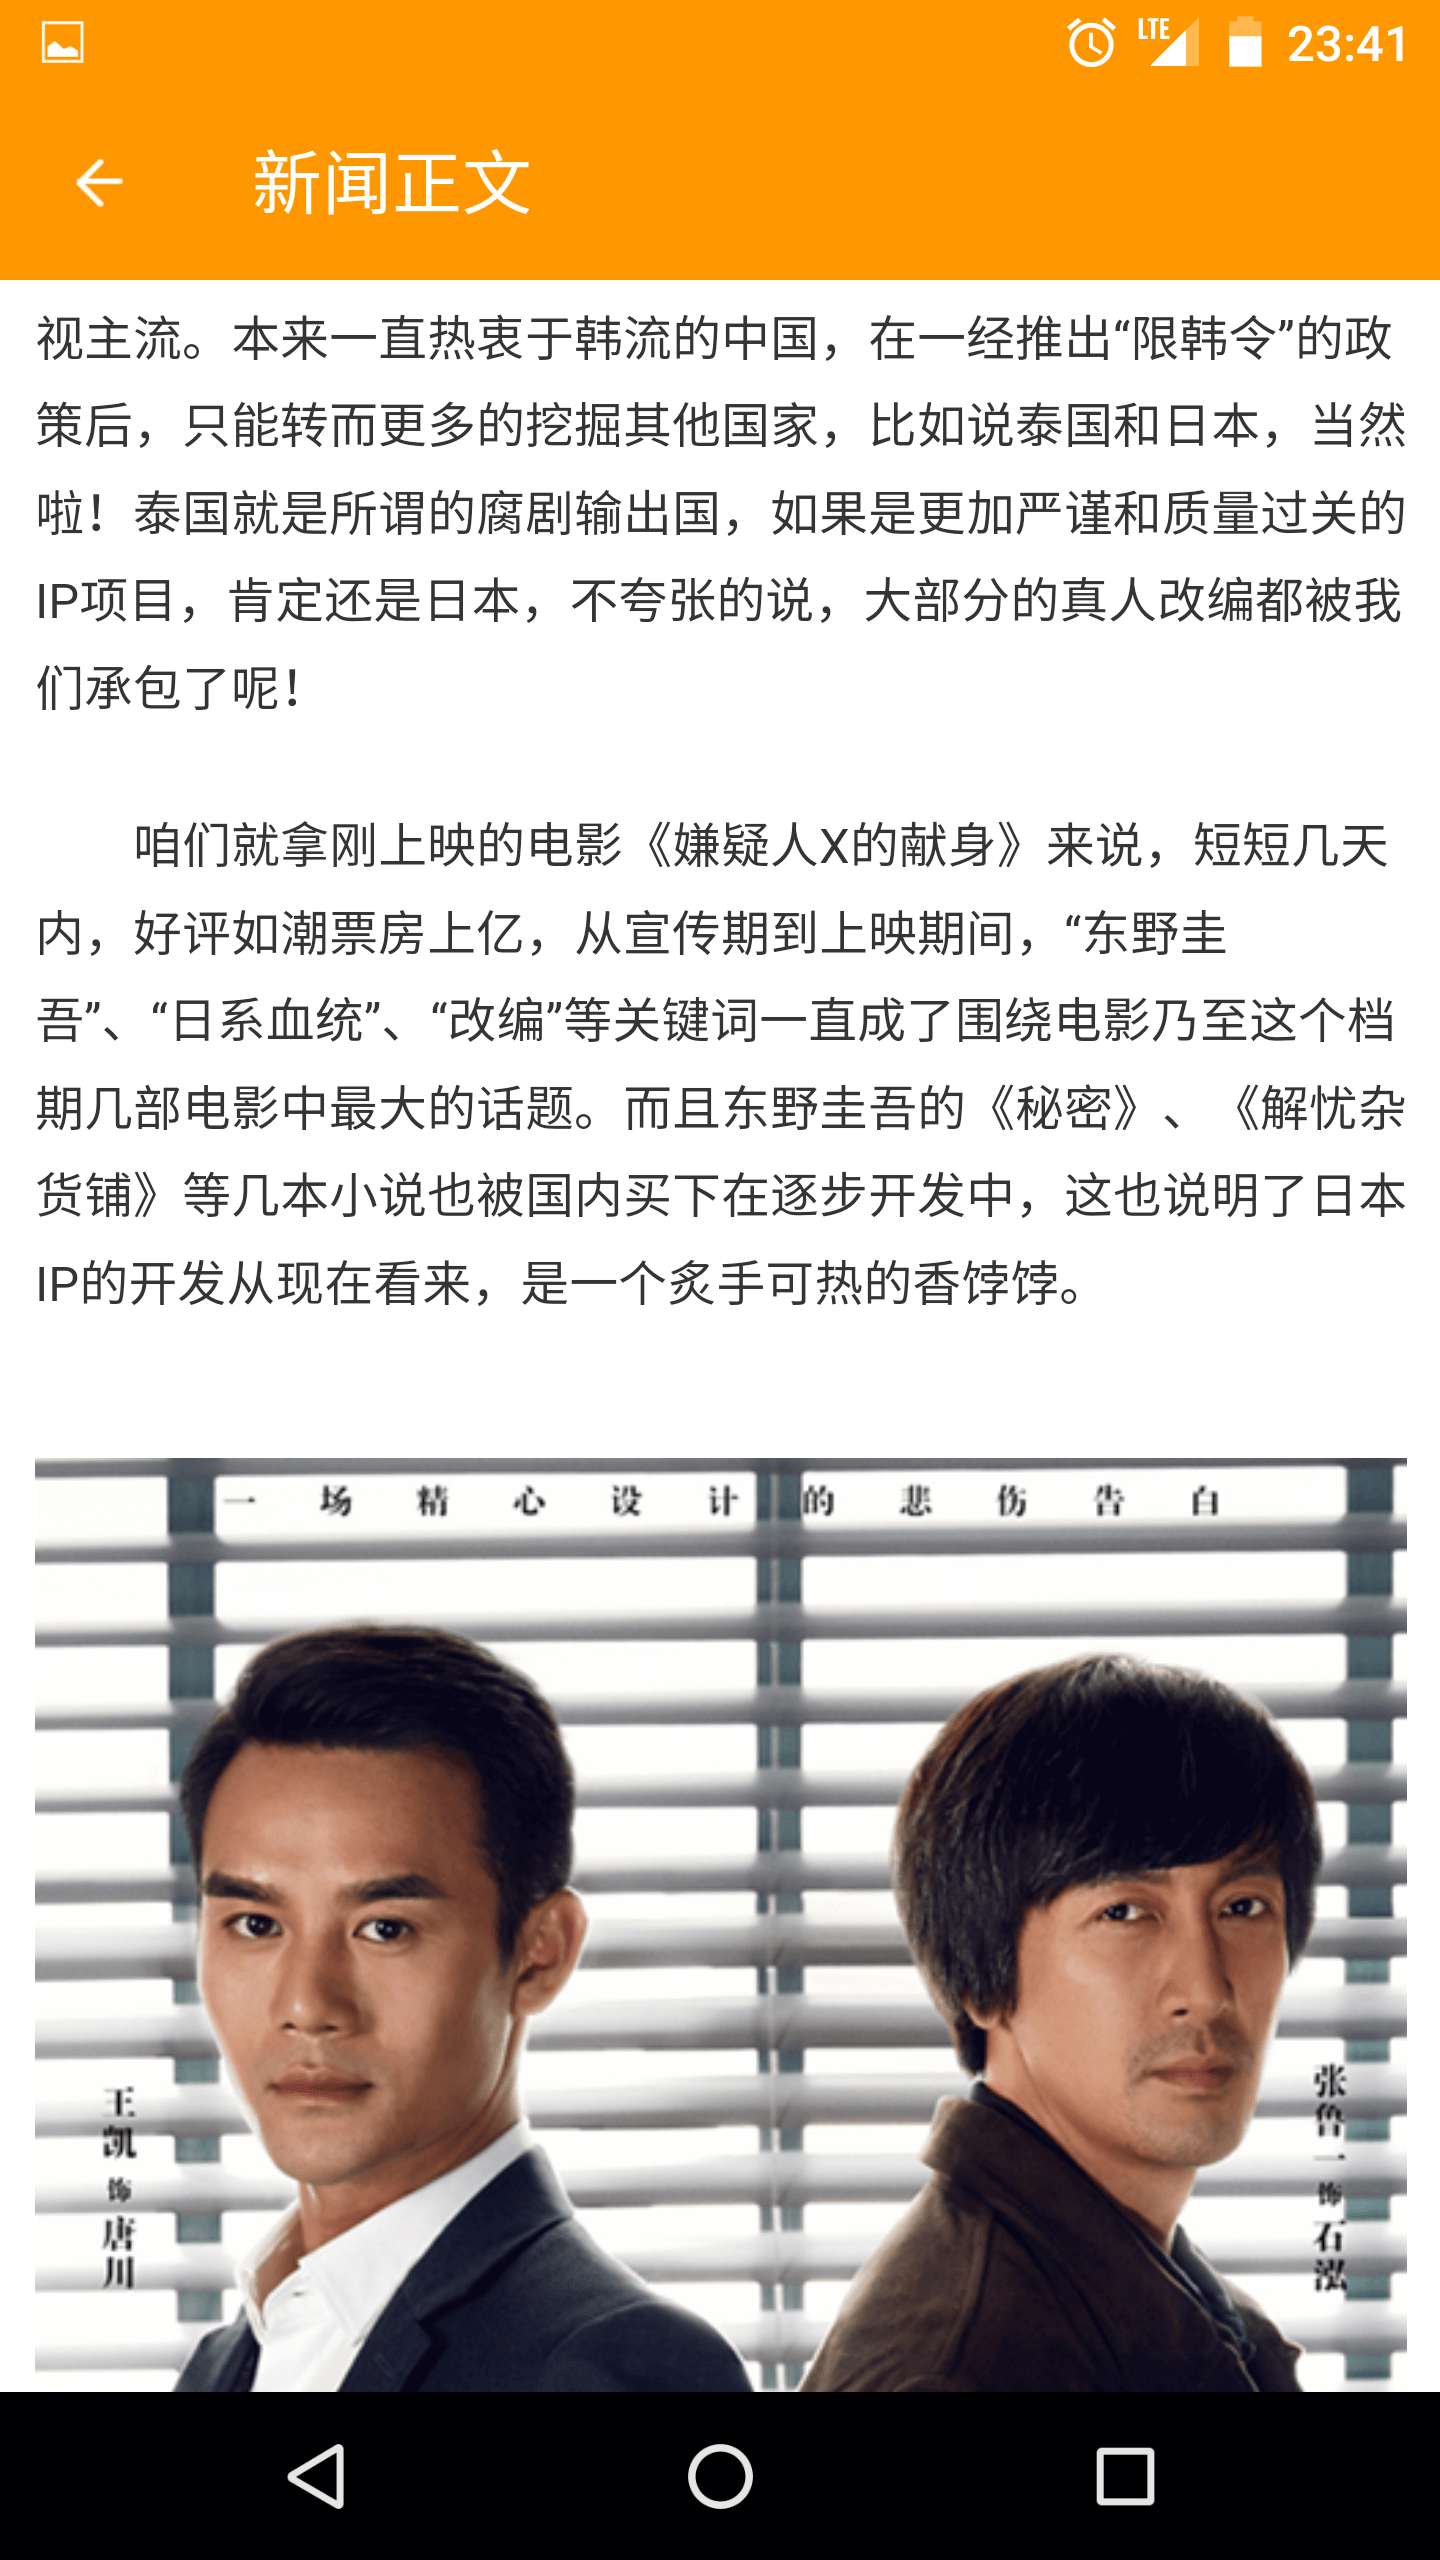 LTE 23:41
新闻正文
视主流。本来一直热衷于韩流的中国，在一经推出“限韩令”的政
策后，只能转而更多的挖掘其他国家，比如说泰国和日本，当然
啦！泰国就是所谓的腐剧输出国，如果是更加严谨和质量过关的
IP项目，肯定还是日本，不夸张的说，大部分的真人改编都被我
们承包了呢！
咱们就拿刚上映的电影《嫌疑人X的献身》来说，短短几天
内，好评如潮票房上亿，从宣传期到上映期间，“东野圭
吾”、“日系血统”、“改编”等关键词一直成了围绕电影乃至这个档
期几部电影中最大的话题。而且东野圭吾的《秘密》、《解忧杂
货铺》等几本小说也被国内买下在逐步开发中，这也说明了日本
IP的开发从现在看来，是一个炙手可热的香饽饽。
一场精心设计的悲伤告白
王凯 饰 唐川
张鲁一 饰 石泓